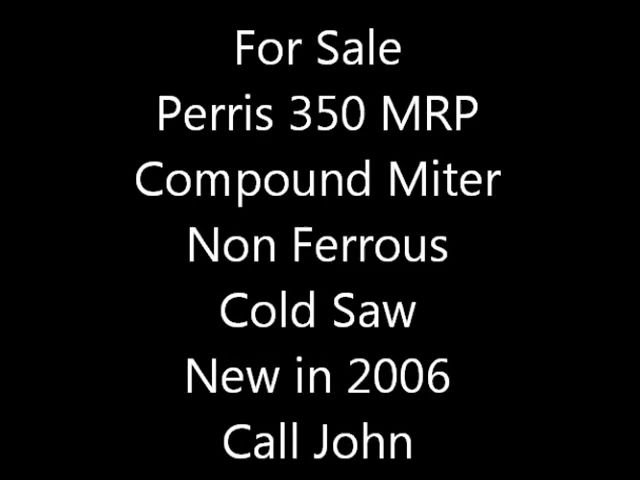 For Sale
Perris 350 MRP
Compound Miter
Non Ferrous
Cold Saw
New in 2006
Call John